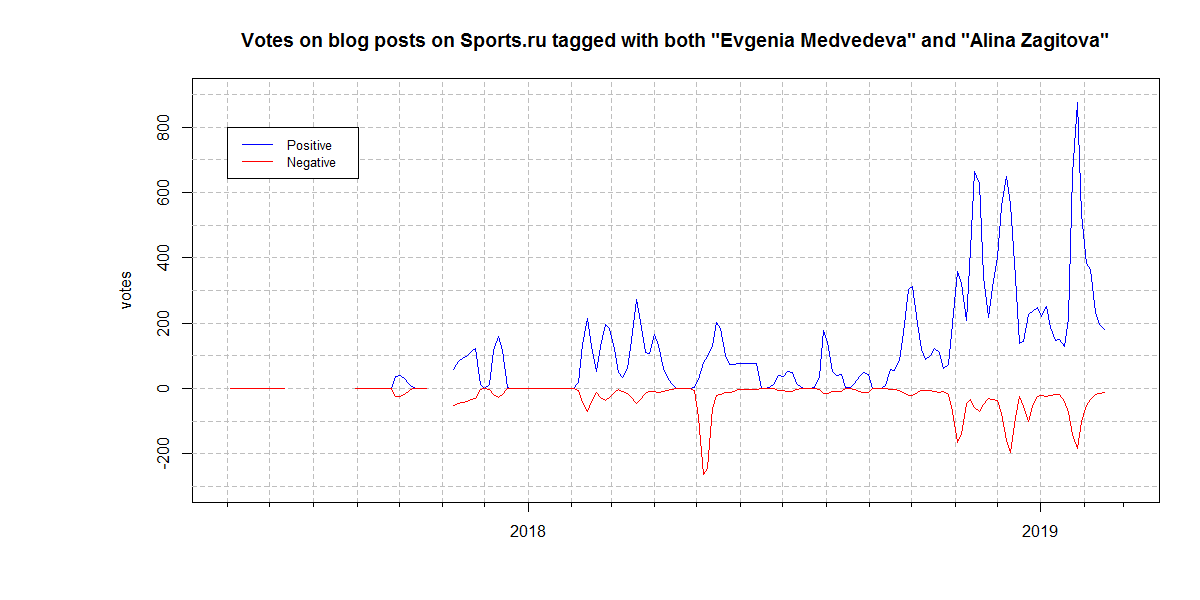 Votes on blog posts on Sports.ru tagged with both "Evgenia Medvedeva" and "Alina Zagitova"
votes
800
600
400
200
0
-200
Positive
Negative
2018
2019